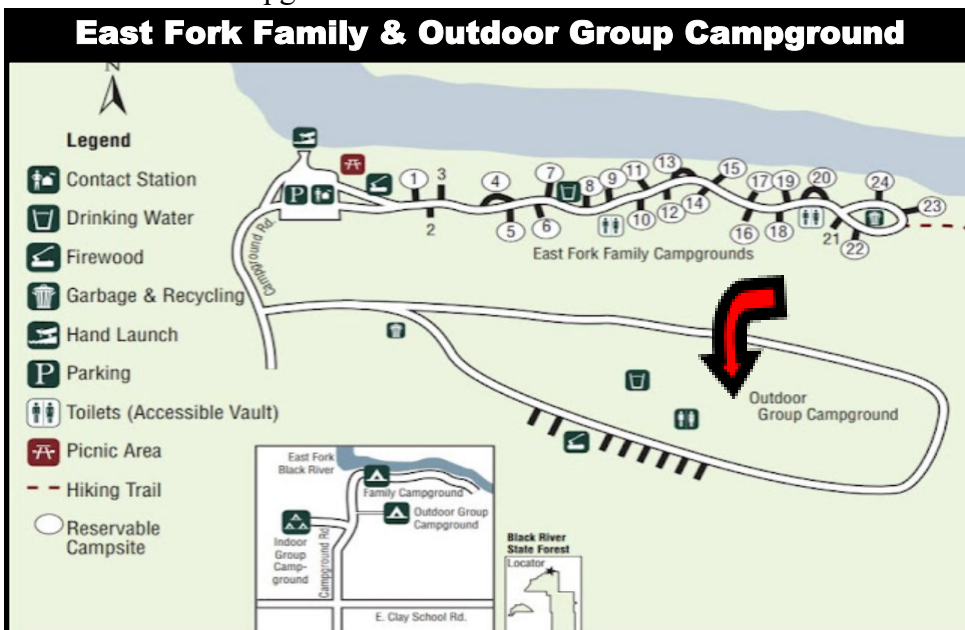 East Fork Family & Outdoor Group Campground
N
Legend
Contact Station
Drinking Water
Firewood
Garbage & Recycling
Hand Launch
P Parking
Toilets (Accessible Vault)
Picnic Area
Hiking Trail
Reservable
Campsite
P
Campground Rd.
1
3
2
4
5
7
6
8
9
11
10
13
12
14
15
17
16
19
18
20
21
22
24
23
East Fork Family Campgrounds
Outdoor
Group Campground
East Fork
Black River
Family Campground
Outdoor Group
Campground
Indoor
Group
Camp-
ground
Campground Rd
E. Clay School Rd.
Black River
State Forest
Locator